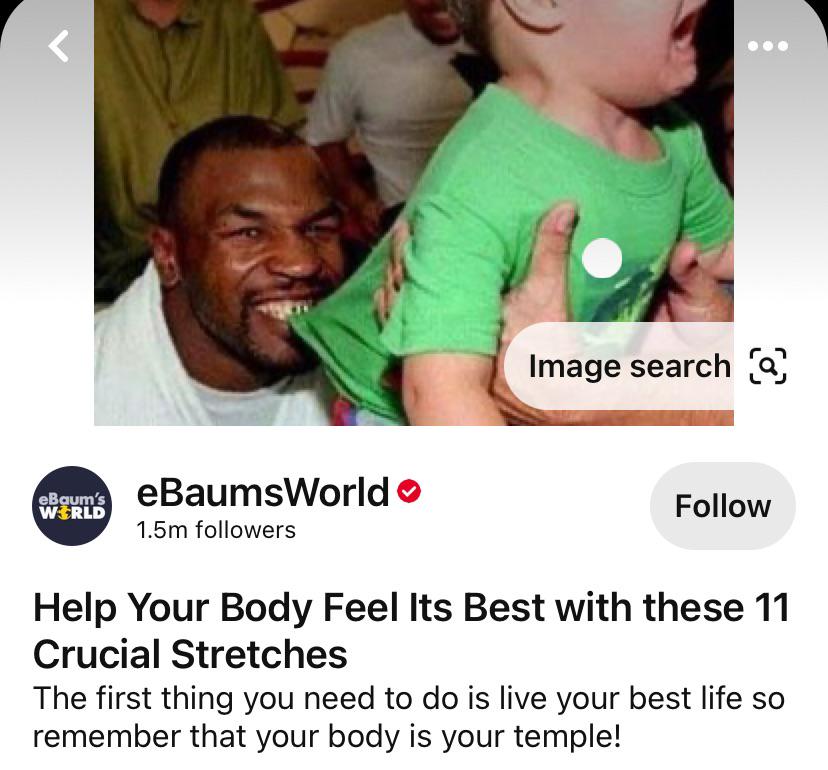 Image search
eBaum's
WORLD
eBaumsWorld
1.5m followers
Follow
Help Your Body Feel Its Best with these 11
Crucial Stretches
The first thing you need to do is live your best life so
remember that your body is your temple!